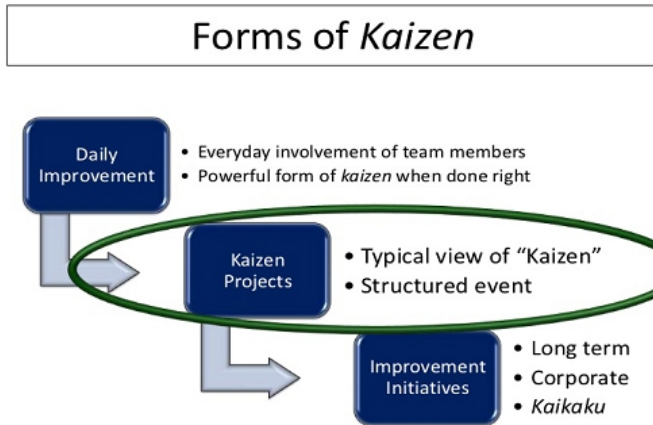 Forms of Kaizen
Daily
Improvement
• Everyday involvement of team members
• Powerful form of kaizen when done right
Kaizen
Projects
• Typical view of “Kaizen”
• Structured event
Improvement
Initiatives
• Long term
• Corporate
• Kaikaku